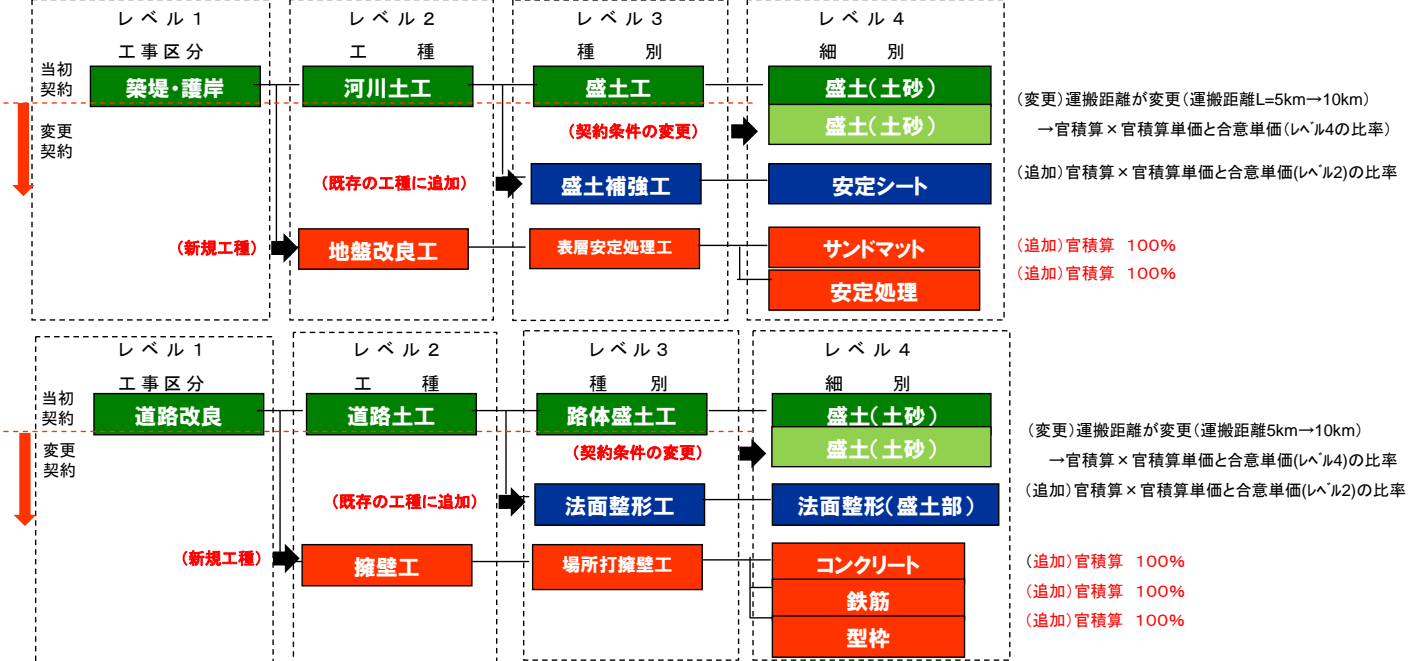 レベル１ レベル２ レベル３ レベル４
工事区分 工　種 種　別 細　別
当初
契約
築堤・護岸 河川土工 盛土工 盛土(土砂)
変更
契約
(契約条件の変更) 盛土(土砂)
(変更)運搬距離が変更(運搬距離L=5km→10km)
→官積算×官積算単価と合意単価(ﾚﾍﾞﾙ4の比率)
(既存の工種に追加) 盛土補強工 安定シート
(追加)官積算×官積算単価と合意単価(ﾚﾍﾞﾙ2)の比率
(新規工種) 地盤改良工 表層安定処理工 サンドマット
(追加)官積算 100%
安定処理
(追加)官積算 100%
レベル１ レベル２ レベル３ レベル４
工事区分 工　種 種　別 細　別
当初
契約
道路改良 道路土工 路体盛土工 盛土(土砂)
変更
契約
(契約条件の変更) 盛土(土砂)
(変更)運搬距離が変更(運搬距離5km→10km)
→官積算×官積算単価と合意単価(ﾚﾍﾞﾙ4)の比率
(既存の工種に追加) 法面整形工 法面整形(盛土部)
(追加)官積算×官積算単価と合意単価(ﾚﾍﾞﾙ2)の比率
(新規工種) 擁壁工 場所打擁壁工 コンクリート
(追加)官積算 100%
鉄筋
(追加)官積算 100%
型枠
(追加)官積算 100%